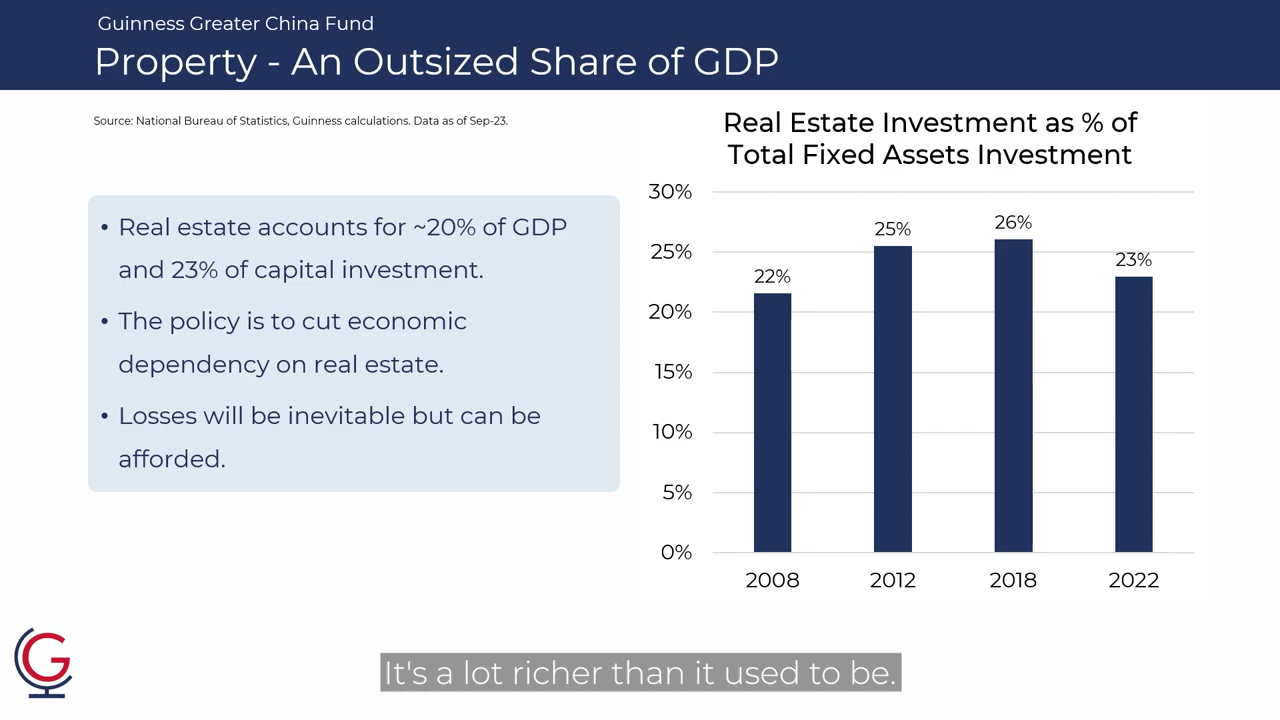 Guinness Greater China Fund
Property - An Outsized Share of GDP
Source: National Bureau of Statistics, Guinness calculations. Data as of Sep-23.
• Real estate accounts for ~20% of GDP
and 23% of capital investment.
• The policy is to cut economic
dependency on real estate.
• Losses will be inevitable but can be
afforded.
Real Estate Investment as % of
Total Fixed Assets Investment
30%
25%
20%
15%
10%
5%
0%
22%
25%
26%
23%
2008
2012
2018
2022
G
It's a lot richer than it used to be.